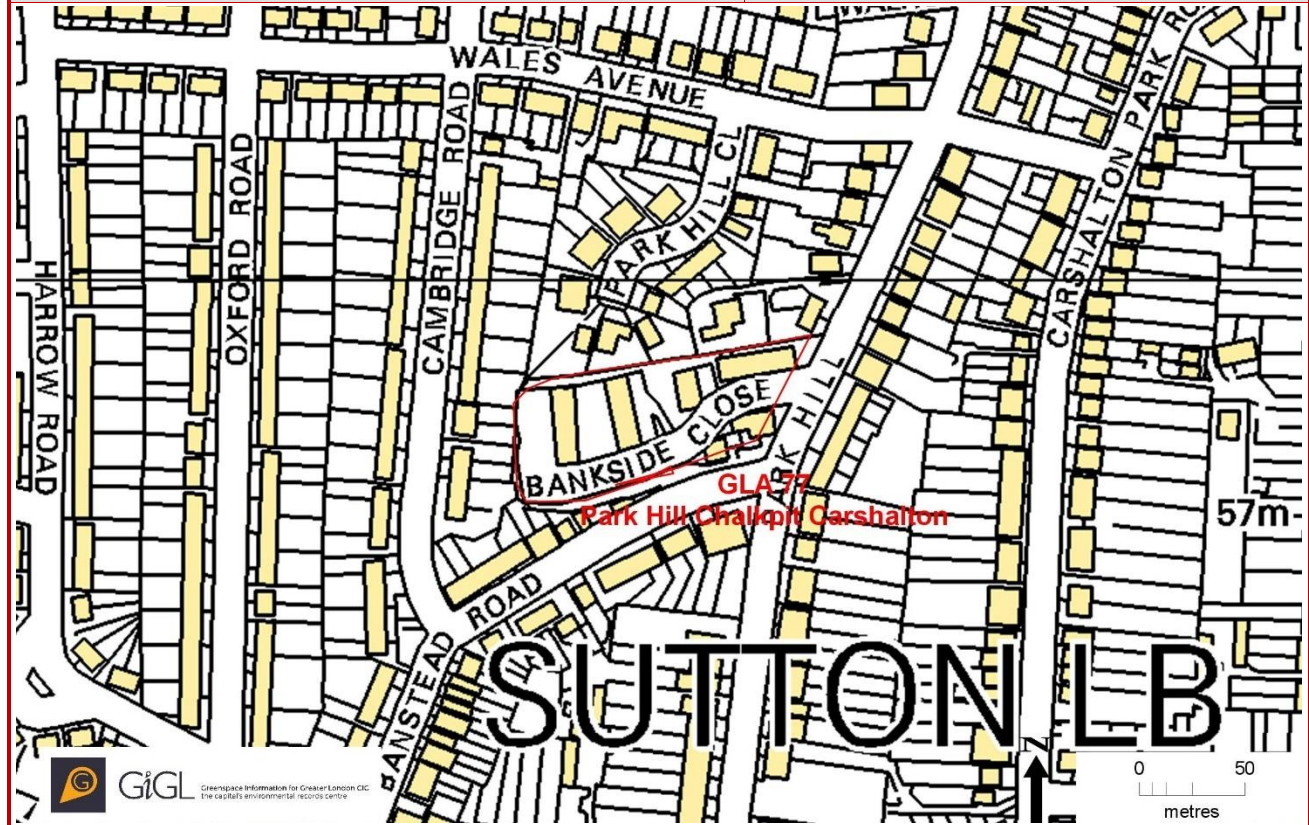 WALES AVENUE
CARSHALTON PARK RO
OXFORD ROAD
CAMBRIDGE ROAD
PARK HILL CL
HARROW ROAD
PARK HILL
BANKSIDE CLOSE
GLA 77
Park Hill Chalkpit Carshalton
57m
BANSTEAD ROAD
SUTTON LB
G
GiGL
Greenspace Information for Greater London CIC
the capital's environmental records centre
N
0 50
metres